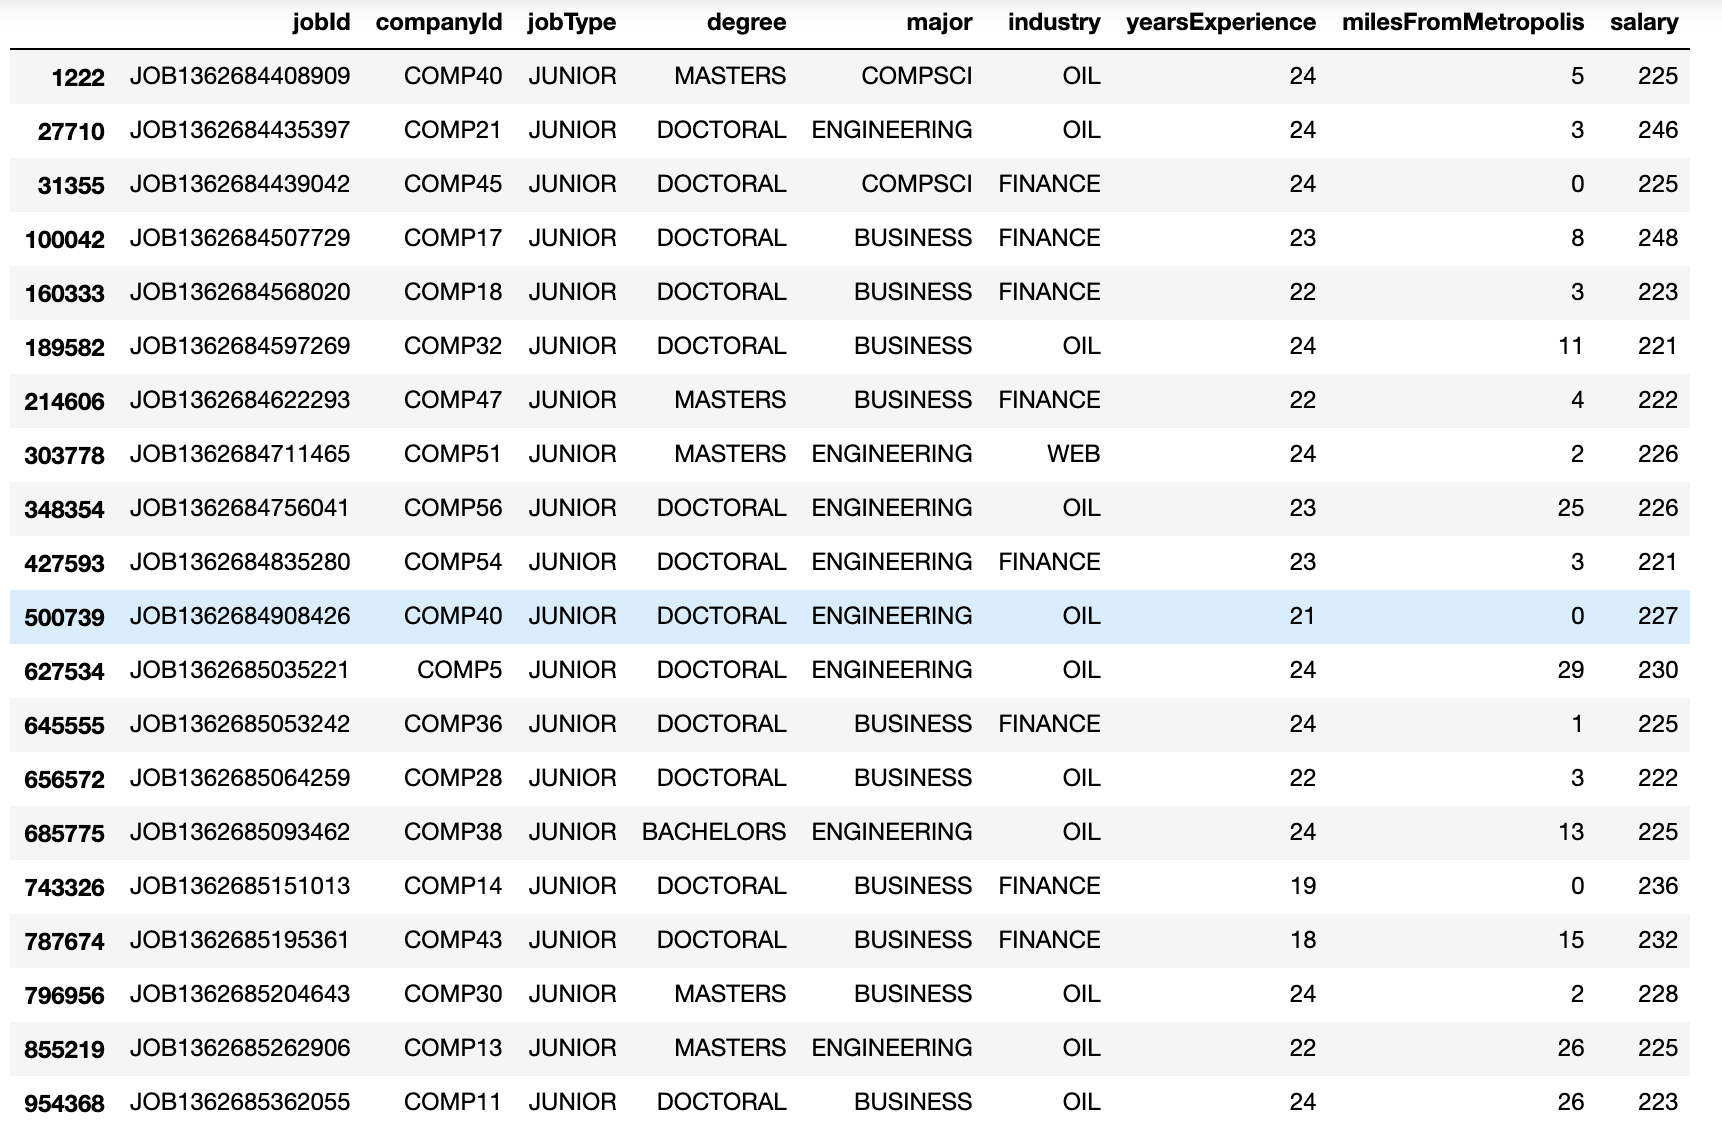 jobId companyId jobType degree major industry yearsExperience milesFromMetropolis salary
1222 JOB1362684408909 COMP40 JUNIOR MASTERS COMPSCI OIL 24 5 225
27710 JOB1362684435397 COMP21 JUNIOR DOCTORAL ENGINEERING OIL 24 3 246
31355 JOB1362684439042 COMP45 JUNIOR DOCTORAL COMPSCI FINANCE 24 0 225
100042 JOB1362684507729 COMP17 JUNIOR DOCTORAL BUSINESS FINANCE 23 8 248
160333 JOB1362684568020 COMP18 JUNIOR DOCTORAL BUSINESS FINANCE 22 3 223
189582 JOB1362684597269 COMP32 JUNIOR DOCTORAL BUSINESS OIL 24 11 221
214606 JOB1362684622293 COMP47 JUNIOR MASTERS BUSINESS FINANCE 22 4 222
303778 JOB1362684711465 COMP51 JUNIOR MASTERS ENGINEERING WEB 24 2 226
348354 JOB1362684756041 COMP56 JUNIOR DOCTORAL ENGINEERING OIL 23 25 226
427593 JOB1362684835280 COMP54 JUNIOR DOCTORAL ENGINEERING FINANCE 23 3 221
500739 JOB1362684908426 COMP40 JUNIOR DOCTORAL ENGINEERING OIL 21 0 227
627534 JOB1362685035221 COMP5 JUNIOR DOCTORAL ENGINEERING OIL 24 29 230
645555 JOB1362685053242 COMP36 JUNIOR DOCTORAL BUSINESS FINANCE 24 1 225
656572 JOB1362685064259 COMP28 JUNIOR DOCTORAL BUSINESS OIL 22 3 222
685775 JOB1362685093462 COMP38 JUNIOR BACHELORS ENGINEERING OIL 24 13 225
743326 JOB1362685151013 COMP14 JUNIOR DOCTORAL BUSINESS FINANCE 19 0 236
787674 JOB1362685195361 COMP43 JUNIOR DOCTORAL BUSINESS FINANCE 18 15 232
796956 JOB1362685204643 COMP30 JUNIOR MASTERS BUSINESS OIL 24 2 228
855219 JOB1362685262906 COMP13 JUNIOR MASTERS ENGINEERING OIL 22 26 225
954368 JOB1362685362055 COMP11 JUNIOR DOCTORAL BUSINESS OIL 24 26 223